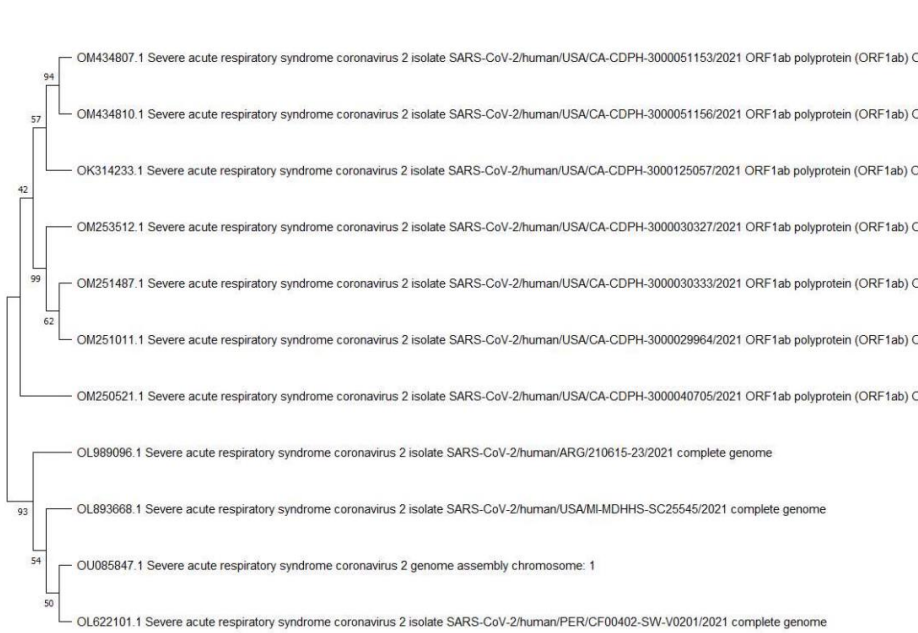 OM434807.1 Severe acute respiratory syndrome coronavirus 2 isolate SARS-CoV-2/human/USA/CA-CDPH-3000051153/2021 ORF1ab polyprotein (ORF1ab)
94
OM434810.1 Severe acute respiratory syndrome coronavirus 2 isolate SARS-CoV-2/human/USA/CA-CDPH-3000051156/2021 ORF1ab polyprotein (ORF1ab)
57
OK314233.1 Severe acute respiratory syndrome coronavirus 2 isolate SARS-CoV-2/human/USA/CA-CDPH-3000125057/2021 ORF1ab polyprotein (ORF1ab)
42
OM253512.1 Severe acute respiratory syndrome coronavirus 2 isolate SARS-CoV-2/human/USA/CA-CDPH-3000030327/2021 ORF1ab polyprotein (ORF1ab)
99
OM251487.1 Severe acute respiratory syndrome coronavirus 2 isolate SARS-CoV-2/human/USA/CA-CDPH-3000030333/2021 ORF1ab polyprotein (ORF1ab)
62
OM251011.1 Severe acute respiratory syndrome coronavirus 2 isolate SARS-CoV-2/human/USA/CA-CDPH-3000029964/2021 ORF1ab polyprotein (ORF1ab)
OM250521.1 Severe acute respiratory syndrome coronavirus 2 isolate SARS-CoV-2/human/USA/CA-CDPH-3000040705/2021 ORF1ab polyprotein (ORF1ab)
OL989096.1 Severe acute respiratory syndrome coronavirus 2 isolate SARS-CoV-2/human/ARG/210615-23/2021 complete genome
93
OL893668.1 Severe acute respiratory syndrome coronavirus 2 isolate SARS-CoV-2/human/USA/MI-MDHHS-SC25545/2021 complete genome
54
OU085847.1 Severe acute respiratory syndrome coronavirus 2 genome assembly chromosome: 1
50
OL622101.1 Severe acute respiratory syndrome coronavirus 2 isolate SARS-CoV-2/human/PER/CF00402-SW-V0201/2021 complete genome